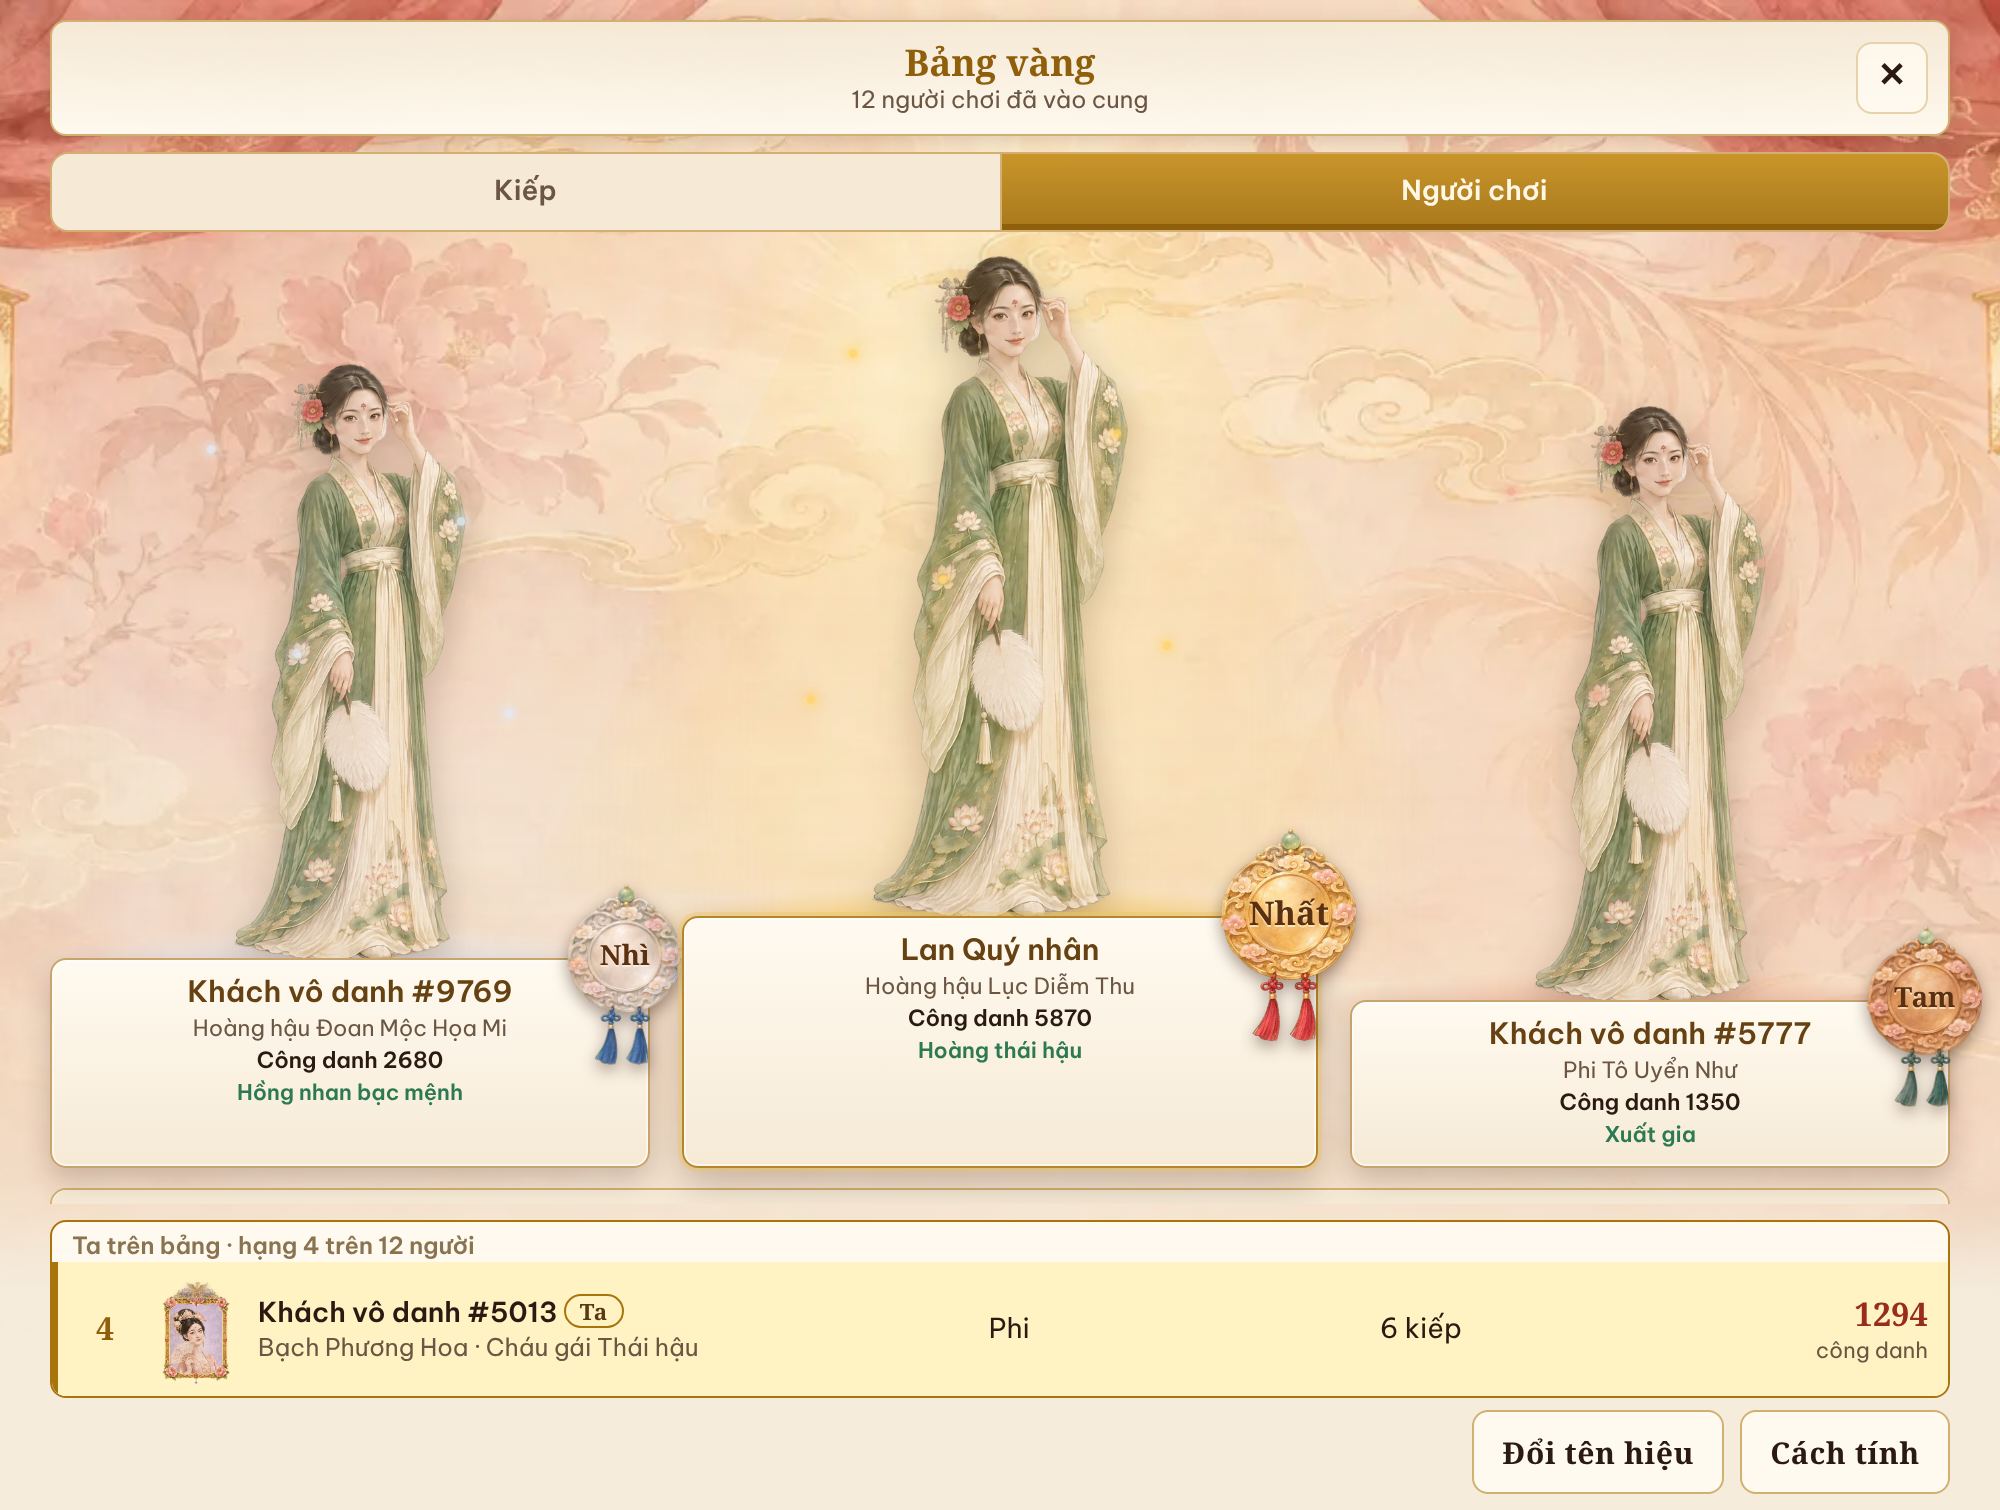 Bảng vàng
12 người chơi đã vào cung
✕
Kiếp
Người chơi
Nhì
Khách vô danh #9769
Hoàng hậu Đoan Mộc Họa Mi
Công danh 2680
Hồng nhan bạc mệnh
Nhất
Lan Quý nhân
Hoàng hậu Lục Diễm Thu
Công danh 5870
Hoàng thái hậu
Tam
Khách vô danh #5777
Phi Tô Uyển Như
Công danh 1350
Xuất gia
Ta trên bảng · hạng 4 trên 12 người
4
Khách vô danh #5013 Ta
Bạch Phương Hoa · Cháu gái Thái hậu
Phi
6 kiếp
1294
công danh
Đổi tên hiệu
Cách tính